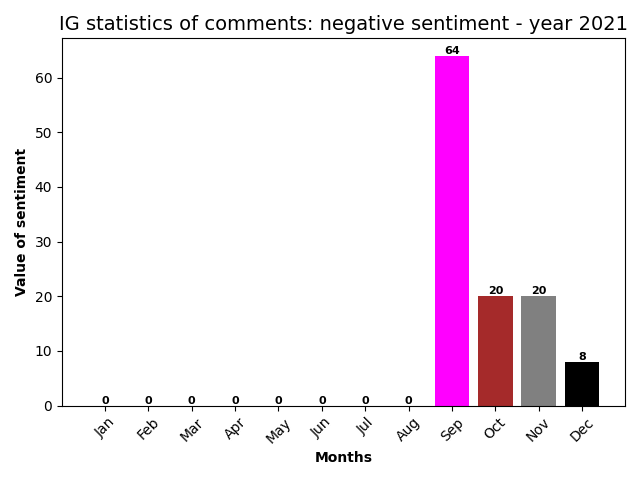 IG statistics of comments: negative sentiment - year 2021
64
60
50
40
30
20
10
0
Value of sentiment
0 0 0 0 0 0 0 0 20 20 8
Jan Feb Mar Apr May Jun Jul Aug Sep Oct Nov Dec
Months